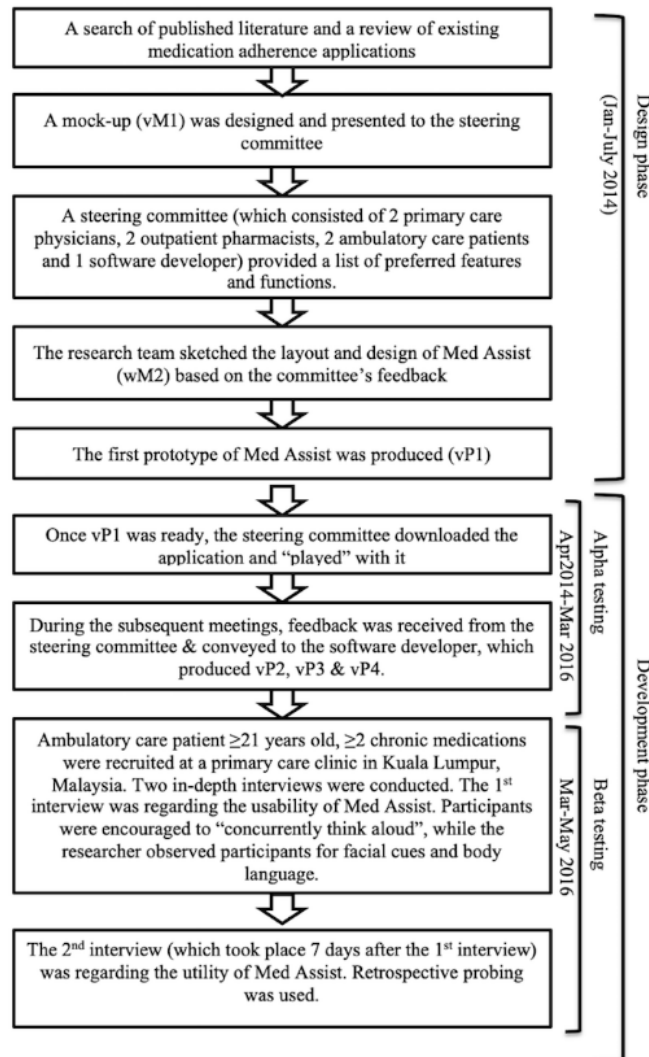 A search of published literature and a review of existing
medication adherence applications
A mock-up (vM1) was designed and presented to the steering
committee
A steering committee (which consisted of 2 primary care
physicians, 2 outpatient pharmacists, 2 ambulatory care patients
and 1 software developer) provided a list of preferred features
and functions.
The research team sketched the layout and design of Med Assist
(wM2) based on the committee's feedback
The first prototype of Med Assist was produced (vP1)
Design phase
(Jan-July 2014)
Once vP1 was ready, the steering committee downloaded the
application and “played” with it
During the subsequent meetings, feedback was received from the
steering committee & conveyed to the software developer, which
produced vP2, vP3 & vP4.
Alpha testing
Apr2014-Mar 2016
Ambulatory care patient ≥21 years old, ≥2 chronic medications
were recruited at a primary care clinic in Kuala Lumpur,
Malaysia. Two in-depth interviews were conducted. The 1st
interview was regarding the usability of Med Assist. Participants
were encouraged to “concurrently think aloud”, while the
researcher observed participants for facial cues and body
language.
The 2nd interview (which took place 7 days after the 1st interview)
was regarding the utility of Med Assist. Retrospective probing
was used.
Beta testing
Mar-May 2016
Development phase